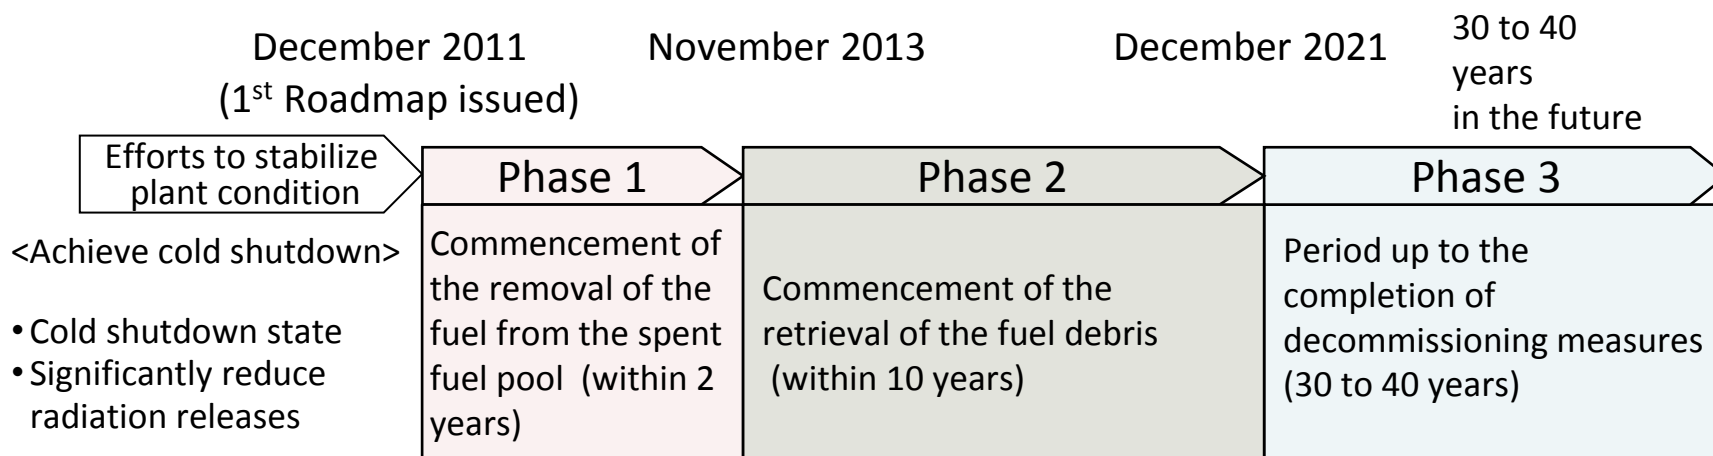 December 2011
(1st Roadmap issued)
November 2013
December 2021
30 to 40
years
in the future
Efforts to stabilize
plant condition
Phase 1
Phase 2
Phase 3
<Achieve cold shutdown>
• Cold shutdown state
• Significantly reduce
radiation releases
Commencement of
the removal of the
fuel from the spent
fuel pool (within 2
years)
Commencement of the
retrieval of the fuel debris
(within 10 years)
Period up to the
completion of
decommissioning measures
(30 to 40 years)